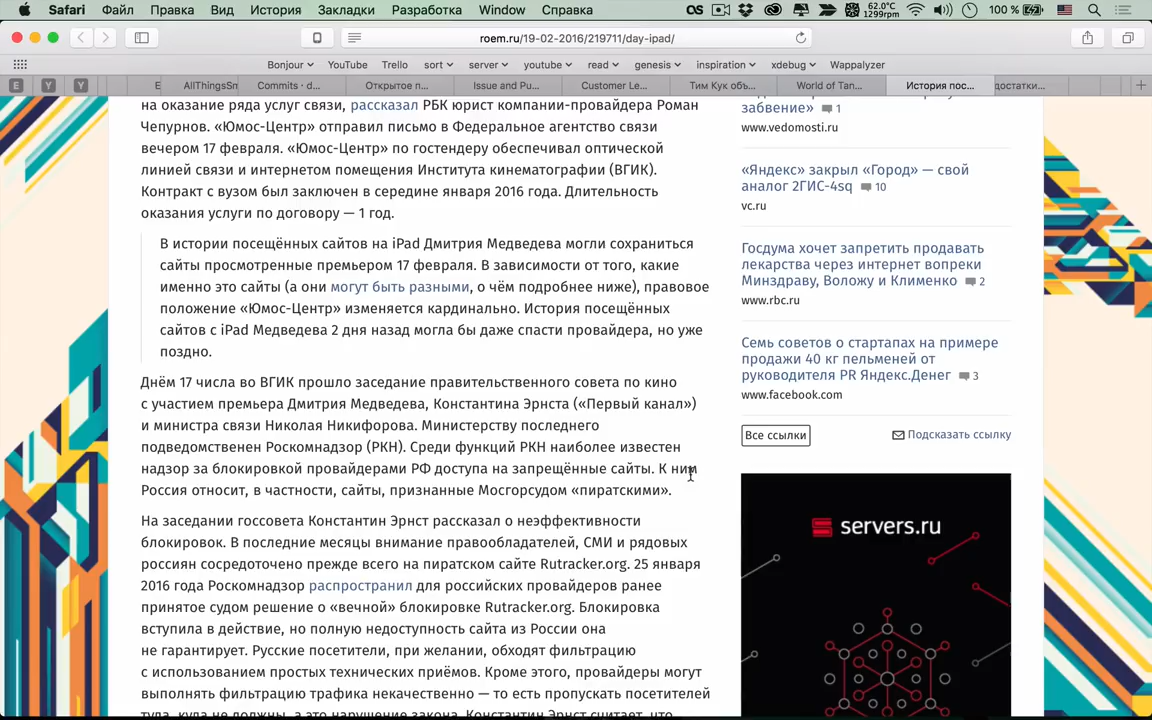 Safari Файл Правка Вид История Закладки Разработка Window Справка
62.0°C
1299rpm
100 %
roem.ru/19-02-2016/219711/day-ipad/
Bonjour YouTube Trello sort server youtube read genesis inspiration xdebug Wappalyzer
E Y Y E AllThingsSm Commits · d... Открытое п... Issue and Pu... Customer Le... Тим Кук объ... World of Tan... История пос... достатки...
на оказание ряда услуг связи, рассказал РБК юрист компании-провайдера Роман
Чепурнов. «Юмос-Центр» отправил письмо в Федеральное агентство связи
вечером 17 февраля. «Юмос-Центр» по гостендеру обеспечивал оптической
линией связи и интернетом помещения Института кинематографии (ВГИК).
Контракт с вузом был заключен в середине января 2016 года. Длительность
оказания услуги по договору — 1 год.
В истории посещённых сайтов на iPad Дмитрия Медведева могли сохраниться
сайты просмотренные премьером 17 февраля. В зависимости от того, какие
именно это сайты (а они могут быть разными, о чём подробнее ниже), правовое
положение «Юмос-Центр» изменяется кардинально. История посещённых
сайтов с iPad Медведева 2 дня назад могла бы даже спасти провайдера, но уже
поздно.
Днём 17 числа во ВГИК прошло заседание правительственного совета по кино
с участием премьера Дмитрия Медведева, Константина Эрнста («Первый канал»)
и министра связи Николая Никифорова. Министерству последнего
подведомственен Роскомнадзор (РКН). Среди функций РКН наиболее известен
надзор за блокировкой провайдерами РФ доступа на запрещённые сайты. К ним
Россия относит, в частности, сайты, признанные Мосгорсудом «пиратскими».
На заседании госсовета Константин Эрнст рассказал о неэффективности
блокировок. В последние месяцы внимание правообладателей, СМИ и рядовых
россиян сосредоточено прежде всего на пиратском сайте Rutracker.org. 25 января
2016 года Роскомнадзор распространил для российских провайдеров ранее
принятое судом решение о «вечной» блокировке Rutracker.org. Блокировка
вступила в действие, но полную недоступность сайта из России она
не гарантирует. Русские посетители, при желании, обходят фильтрацию
с использованием простых технических приёмов. Кроме этого, провайдеры могут
выполнять фильтрацию трафика некачественно — то есть пропускать посетителей
туда, куда не должны, а это нарушение закона. Константин Эрнст считает, что
забвение» 1
www.vedomosti.ru
«Яндекс» закрыл «Город» — свой
аналог 2ГИС-4sq 10
vc.ru
Госдума хочет запретить продавать
лекарства через интернет вопреки
Минздраву, Воложу и Клименко 2
www.rbc.ru
Семь советов о стартапах на примере
продажи 40 кг пельменей от
руководителя PR Яндекс.Денег 3
www.facebook.com
Все ссылки Подсказать ссылку
servers.ru